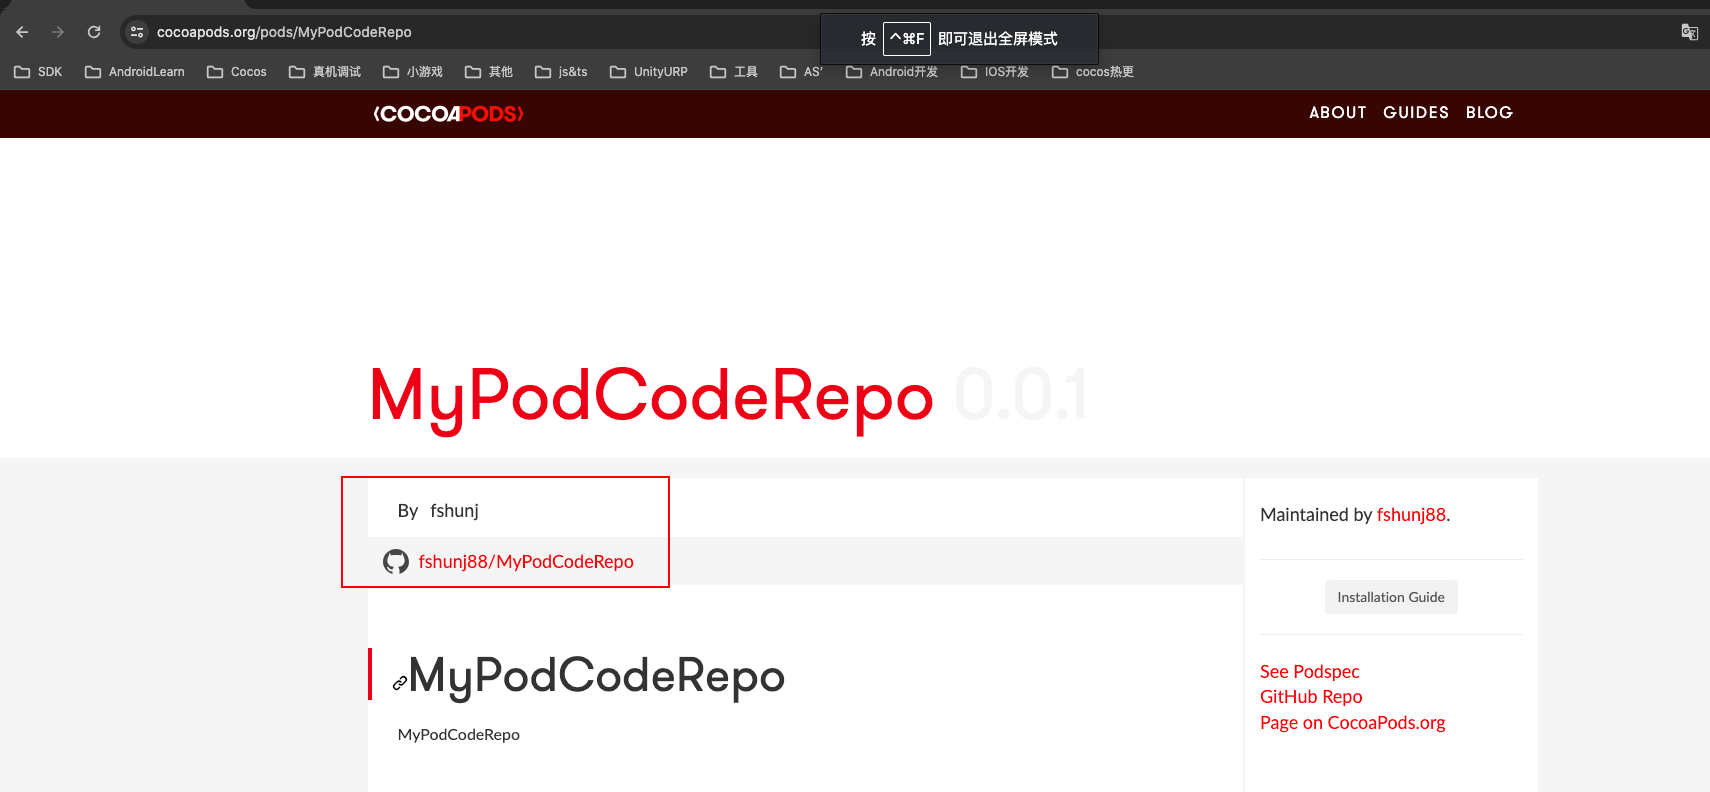 cocoapods.org/pods/MyPodCodeRepo
按 ^⌘F 即可退出全屏模式
SDK AndroidLearn Cocos 真机调试 小游戏 其他 js&ts UnityURP 工具 AS' Android开发 IOS开发 cocos热更
COCOAPODS
ABOUT GUIDES BLOG
MyPodCodeRepo 0.0.1
By fshunj
fshunj88/MyPodCodeRepo
MyPodCodeRepo
MyPodCodeRepo
Maintained by fshunj88.
Installation Guide
See Podspec
GitHub Repo
Page on CocoaPods.org